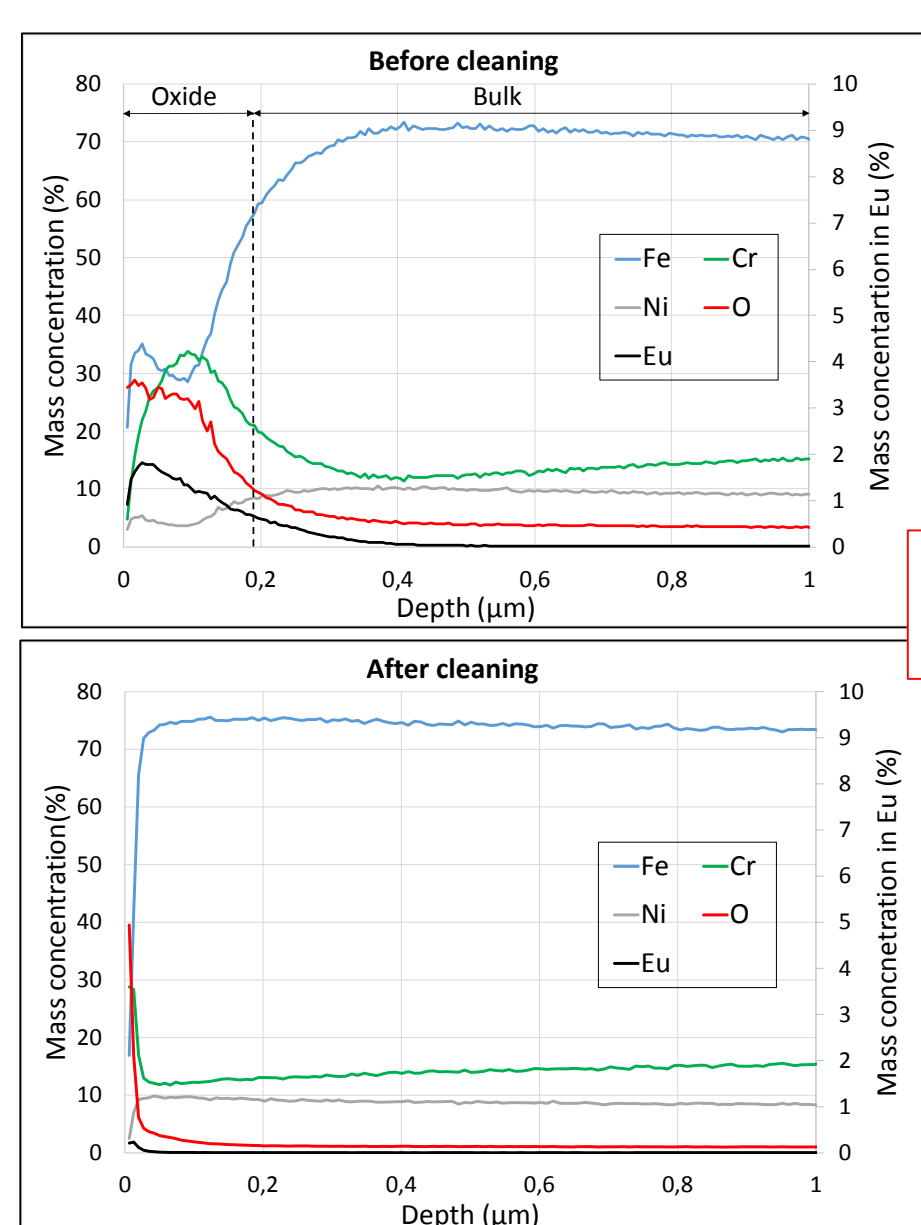 Before cleaning
Oxide Bulk
80
70
60
50
40
30
20
10
0
10
9
8
7
6
5
4
3
2
1
0
Mass concentration (%)
Mass concentartion in Eu (%)
Fe Cr
Ni O
Eu
0 0,2 0,4 0,6 0,8 1
Depth (µm)
After cleaning
80
70
60
50
40
30
20
10
0
10
9
8
7
6
5
4
3
2
1
0
Mass concentration(%)
Mass concnetration in Eu (%)
Fe Cr
Ni O
Eu
0 0,2 0,4 0,6 0,8 1
Depth (µm)